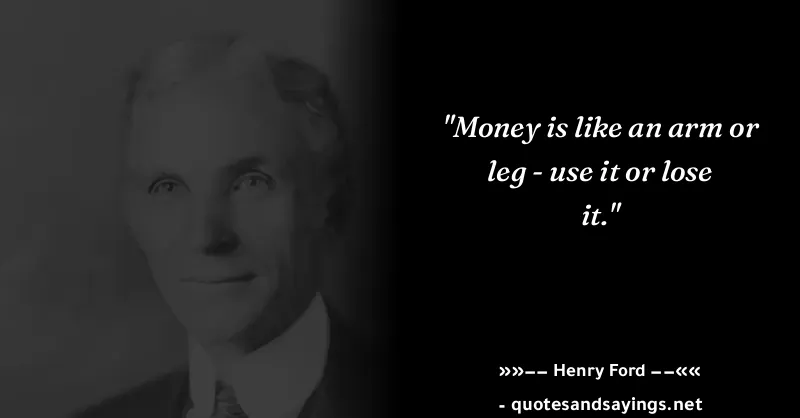 "Money is like an arm or
leg - use it or lose
it."
»»−− Henry Ford −−««
- quotesandsayings.net